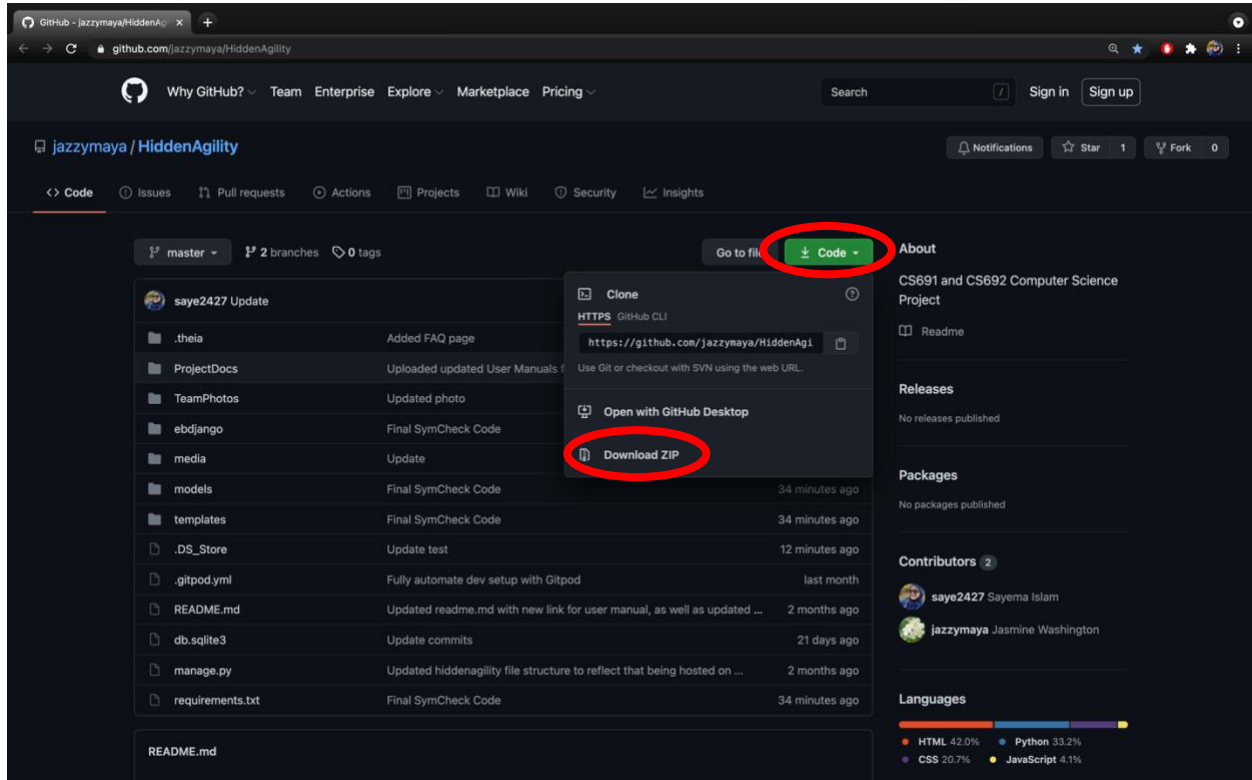 GitHub - jazzymaya/HiddenAg
github.com/jazzymaya/HiddenAgility
Why GitHub? Team Enterprise Explore Marketplace Pricing Search / Sign in Sign up
jazzymaya / HiddenAgility Notifications Star 1 Fork 0
Code Issues Pull requests Actions Projects Wiki Security Insights
master 2 branches 0 tags Go to file Code
saye2427 Update
.theia Added FAQ page
ProjectDocs Uploaded updated User Manuals
TeamPhotos Updated photo
ebdjango Final SymCheck Code
media Update
models Final SymCheck Code 34 minutes ago
templates Final SymCheck Code 34 minutes ago
.DS_Store Update test 12 minutes ago
.gitpod.yml Fully automate dev setup with Gitpod last month
README.md Updated readme.md with new link for user manual, as well as updated ... 2 months ago
db.sqlite3 Update commits 21 days ago
manage.py Updated hiddenagility file structure to reflect that being hosted on ... 2 months ago
requirements.txt Final SymCheck Code 34 minutes ago
README.md
Clone
HTTPS GitHub CLI
https://github.com/jazzymaya/HiddenAgi
Use Git or checkout with SVN using the web URL.
Open with GitHub Desktop
Download ZIP
About
CS691 and CS692 Computer Science
Project
Readme
Releases
No releases published
Packages
No packages published
Contributors 2
saye2427 Sayema Islam
jazzymaya Jasmine Washington
Languages
HTML 42.0% Python 33.2%
CSS 20.7% JavaScript 4.1%